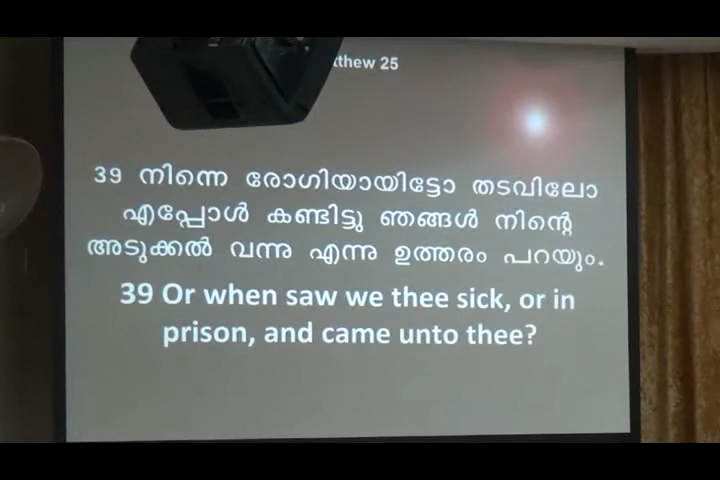 25
39 നിന്നെ രോഗിയായിട്ടോ തടവിലോ
എപ്പോൾ കണ്ടിട്ടു ഞങ്ങൾ നിന്റെ
അടുക്കൽ വന്നു എന്നു ഉത്തരം പറയും.
39 Or when saw we thee sick, or in
prison, and came unto thee?